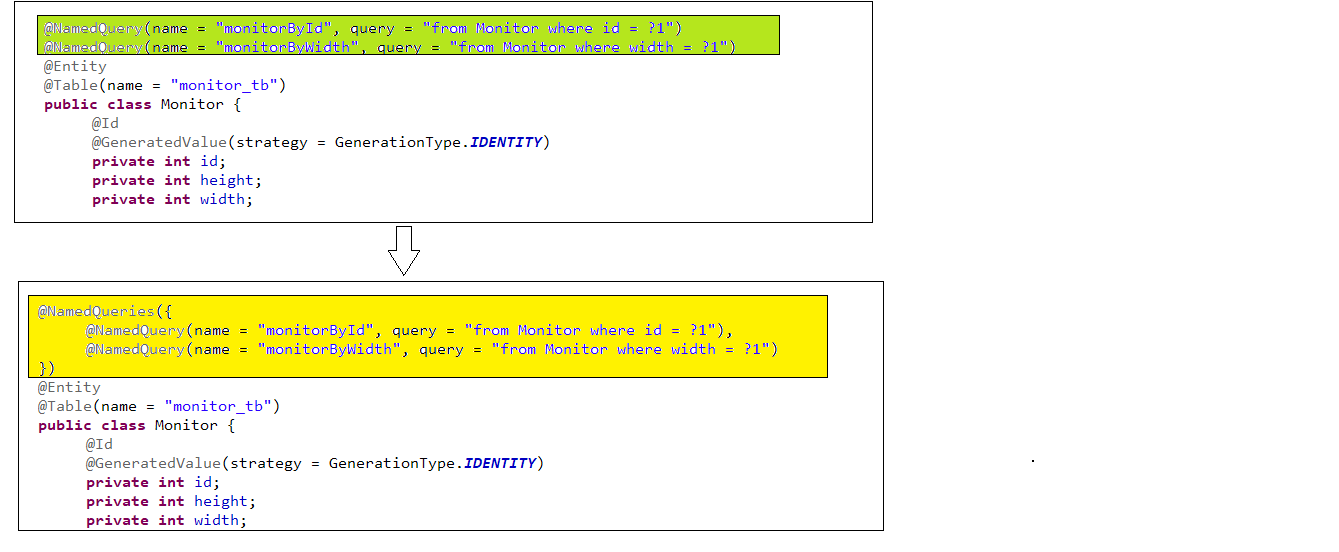 @NamedQuery(name = "monitorById", query = "from Monitor where id = ?1")
@NamedQuery(name = "monitorByWidth", query = "from Monitor where width = ?1")
@Entity
@Table(name = "monitor_tb")
public class Monitor {
@Id
@GeneratedValue(strategy = GenerationType.IDENTITY)
private int id;
private int height;
private int width;
@NamedQueries({
@NamedQuery(name = "monitorById", query = "from Monitor where id = ?1"),
@NamedQuery(name = "monitorByWidth", query = "from Monitor where width = ?1")
})
@Entity
@Table(name = "monitor_tb")
public class Monitor {
@Id
@GeneratedValue(strategy = GenerationType.IDENTITY)
private int id;
private int height;
private int width;